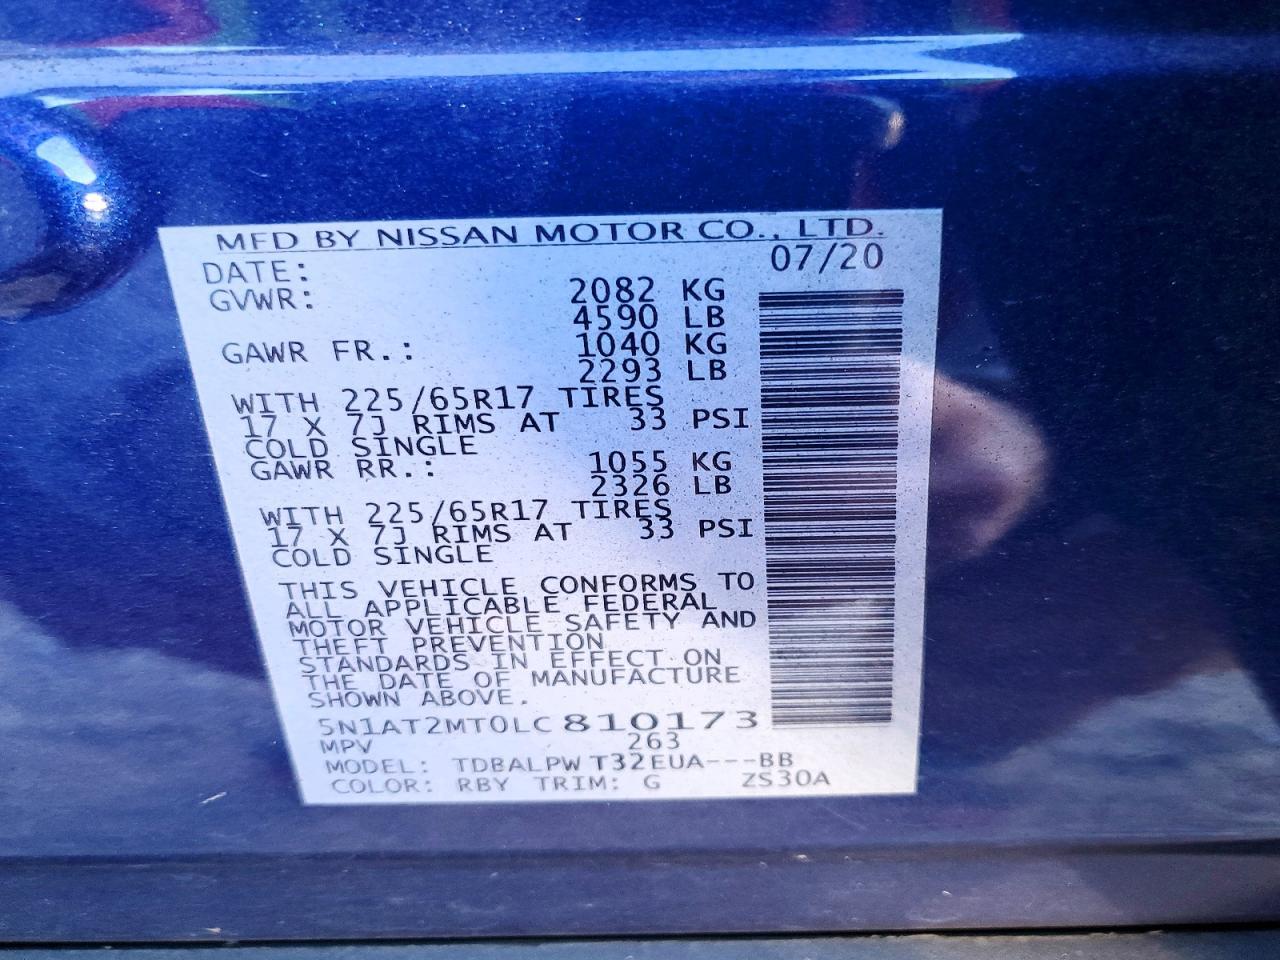 MFD BY NISSAN MOTOR CO., LTD.
DATE: 07/20
GVWR: 2082 KG
4590 LB
GAWR FR.: 1040 KG
2293 LB
WITH 225/65R17 TIRES
17 X 7J RIMS AT 33 PSI
COLD SINGLE
GAWR RR.: 1055 KG
2326 LB
WITH 225/65R17 TIRES
17 X 7J RIMS AT 33 PSI
COLD SINGLE
THIS VEHICLE CONFORMS TO
ALL APPLICABLE FEDERAL
MOTOR VEHICLE SAFETY AND
THEFT PREVENTION
STANDARDS IN EFFECT ON
THE DATE OF MANUFACTURE
SHOWN ABOVE.
5N1AT2MT0LC810173
MPV 263
MODEL: TDBALPWT32EUA---BB
COLOR: RBY TRIM: G ZS30A